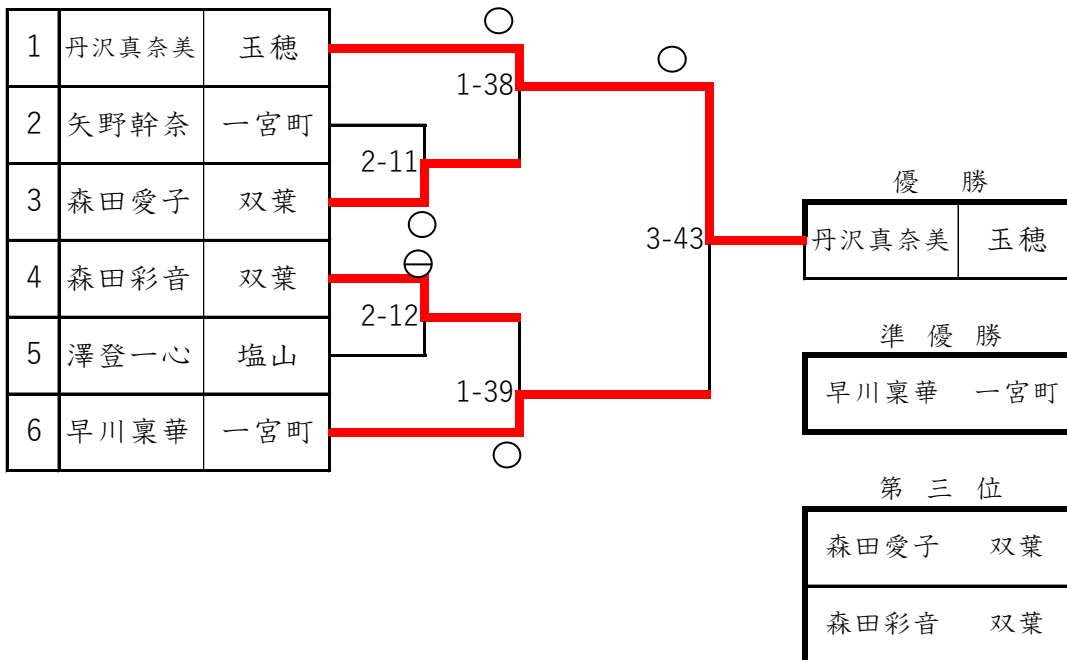 1 丹沢真奈美 玉穂
2 矢野幹奈 一宮町
3 森田愛子 双葉
4 森田彩音 双葉
5 澤登一心 塩山
6 早川稟華 一宮町
1-38
2-11
2-12
1-39
3-43
優 勝
丹沢真奈美 玉穂
準 優 勝
早川稟華 一宮町
第 三 位
森田愛子 双葉
森田彩音 双葉